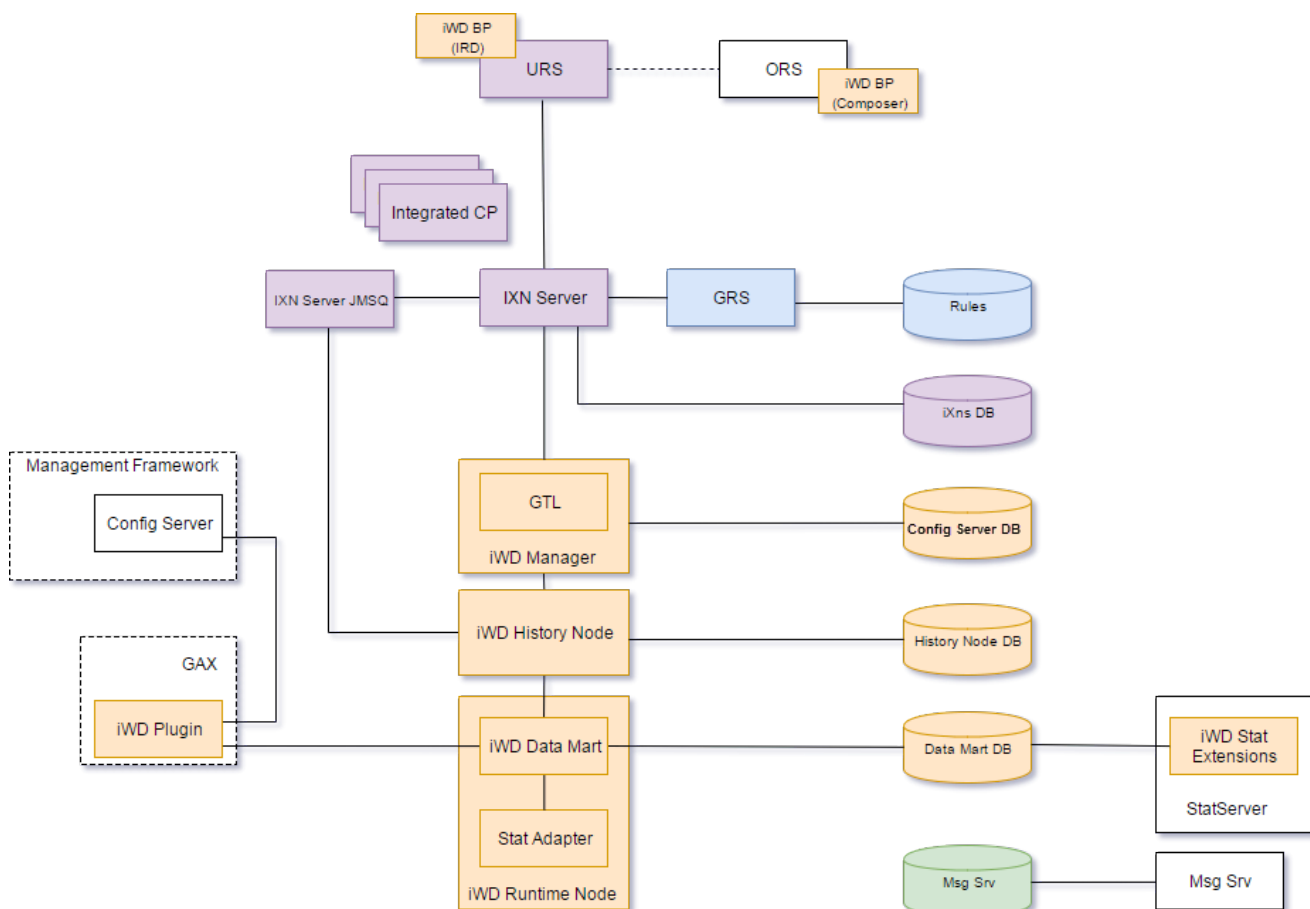 iWD BP
(IRD)
URS
ORS
iWD BP
(Composer)
Integrated CP
IXN Server JMSQ
IXN Server
GRS
Rules
iXns DB
Management Framework
Config Server
GTL
iWD Manager
Config Server DB
iWD History Node
History Node DB
GAX
iWD Plugin
iWD Data Mart
Data Mart DB
iWD Stat
Extensions
StatServer
Stat Adapter
iWD Runtime Node
Msg Srv
Msg Srv